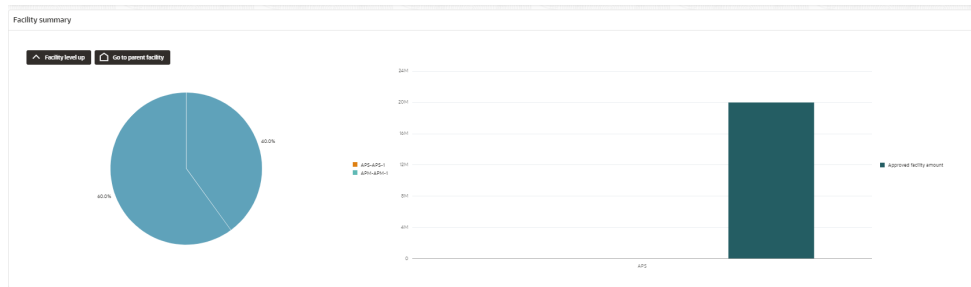 Facility summary
Facility level up
Go to parent facility
40.0%
60.0%
APS-APS-1
APM-APM-1
24M
20M
16M
12M
8M
4M
0
APS
Approved facility amount